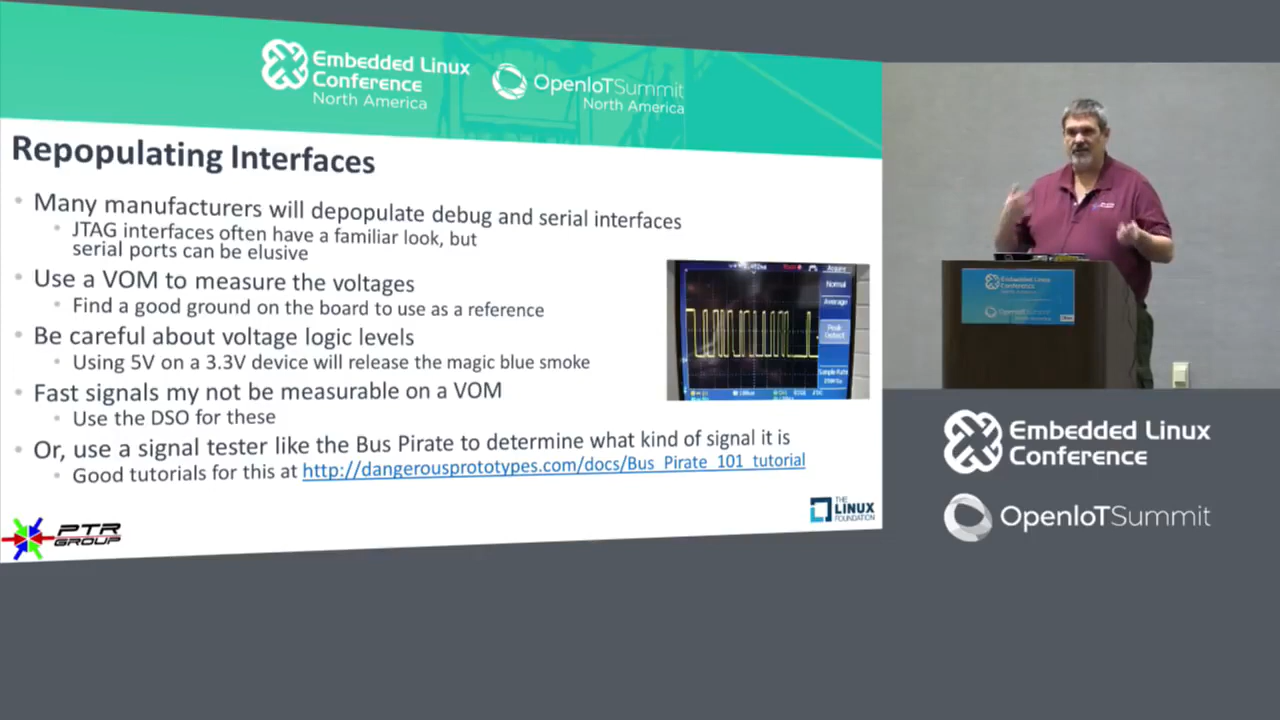 Embedded Linux
Conference
North America
OpenIoTSummit
North America
Repopulating Interfaces
• Many manufacturers will depopulate debug and serial interfaces
• JTAG interfaces often have a familiar look, but
serial ports can be elusive
• Use a VOM to measure the voltages
• Find a good ground on the board to use as a reference
• Be careful about voltage logic levels
• Using 5V on a 3.3V device will release the magic blue smoke
• Fast signals my not be measurable on a VOM
• Use the DSO for these
• Or, use a signal tester like the Bus Pirate to determine what kind of signal it is
• Good tutorials for this at http://dangerousprototypes.com/docs/Bus_Pirate_101_tutorial
Acquire
Normal
Average
Peak
Detect
Sample Rate
PTR
GROUP
THE
LINUX
FOUNDATION
Embedded Linux
Conference
Embedded Linux
Conference
OpenIoTSummit